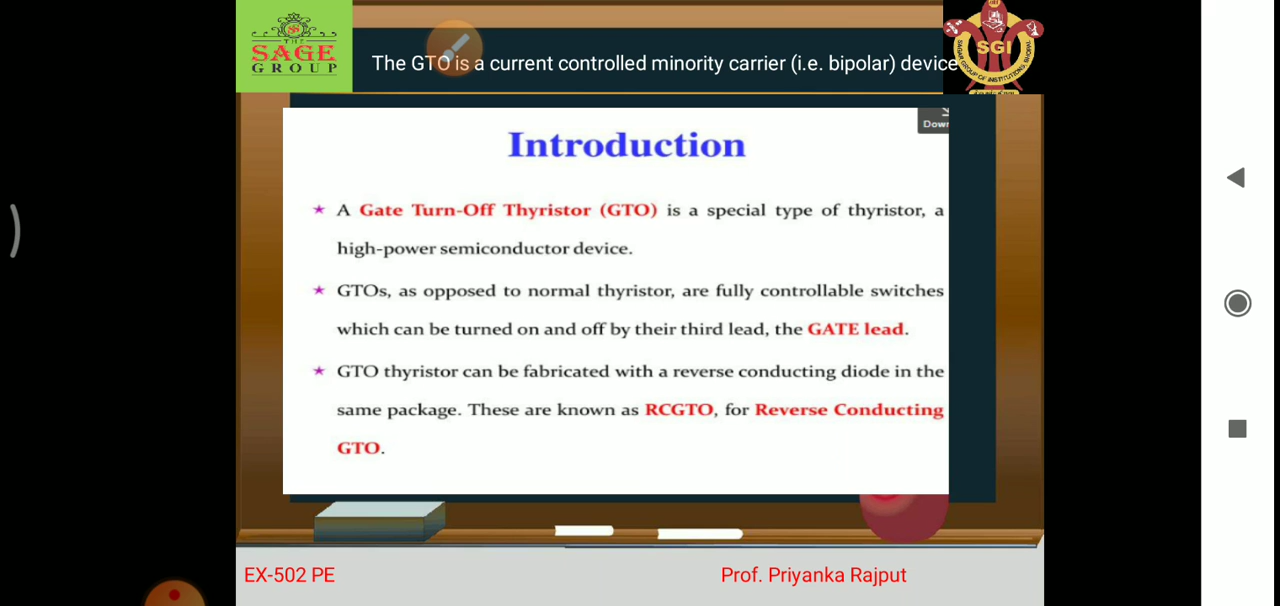 THE
SAGE
GROUP
The GTO is a current controlled minority carrier (i.e. bipolar) device
SGI
Introduction
A Gate Turn-Off Thyristor (GTO) is a special type of thyristor, a
high-power semiconductor device.
GTOs, as opposed to normal thyristor, are fully controllable switches
which can be turned on and off by their third lead, the GATE lead.
GTO thyristor can be fabricated with a reverse conducting diode in the
same package. These are known as RCGTO, for Reverse Conducting
GTO.
EX-502 PE
Prof. Priyanka Rajput